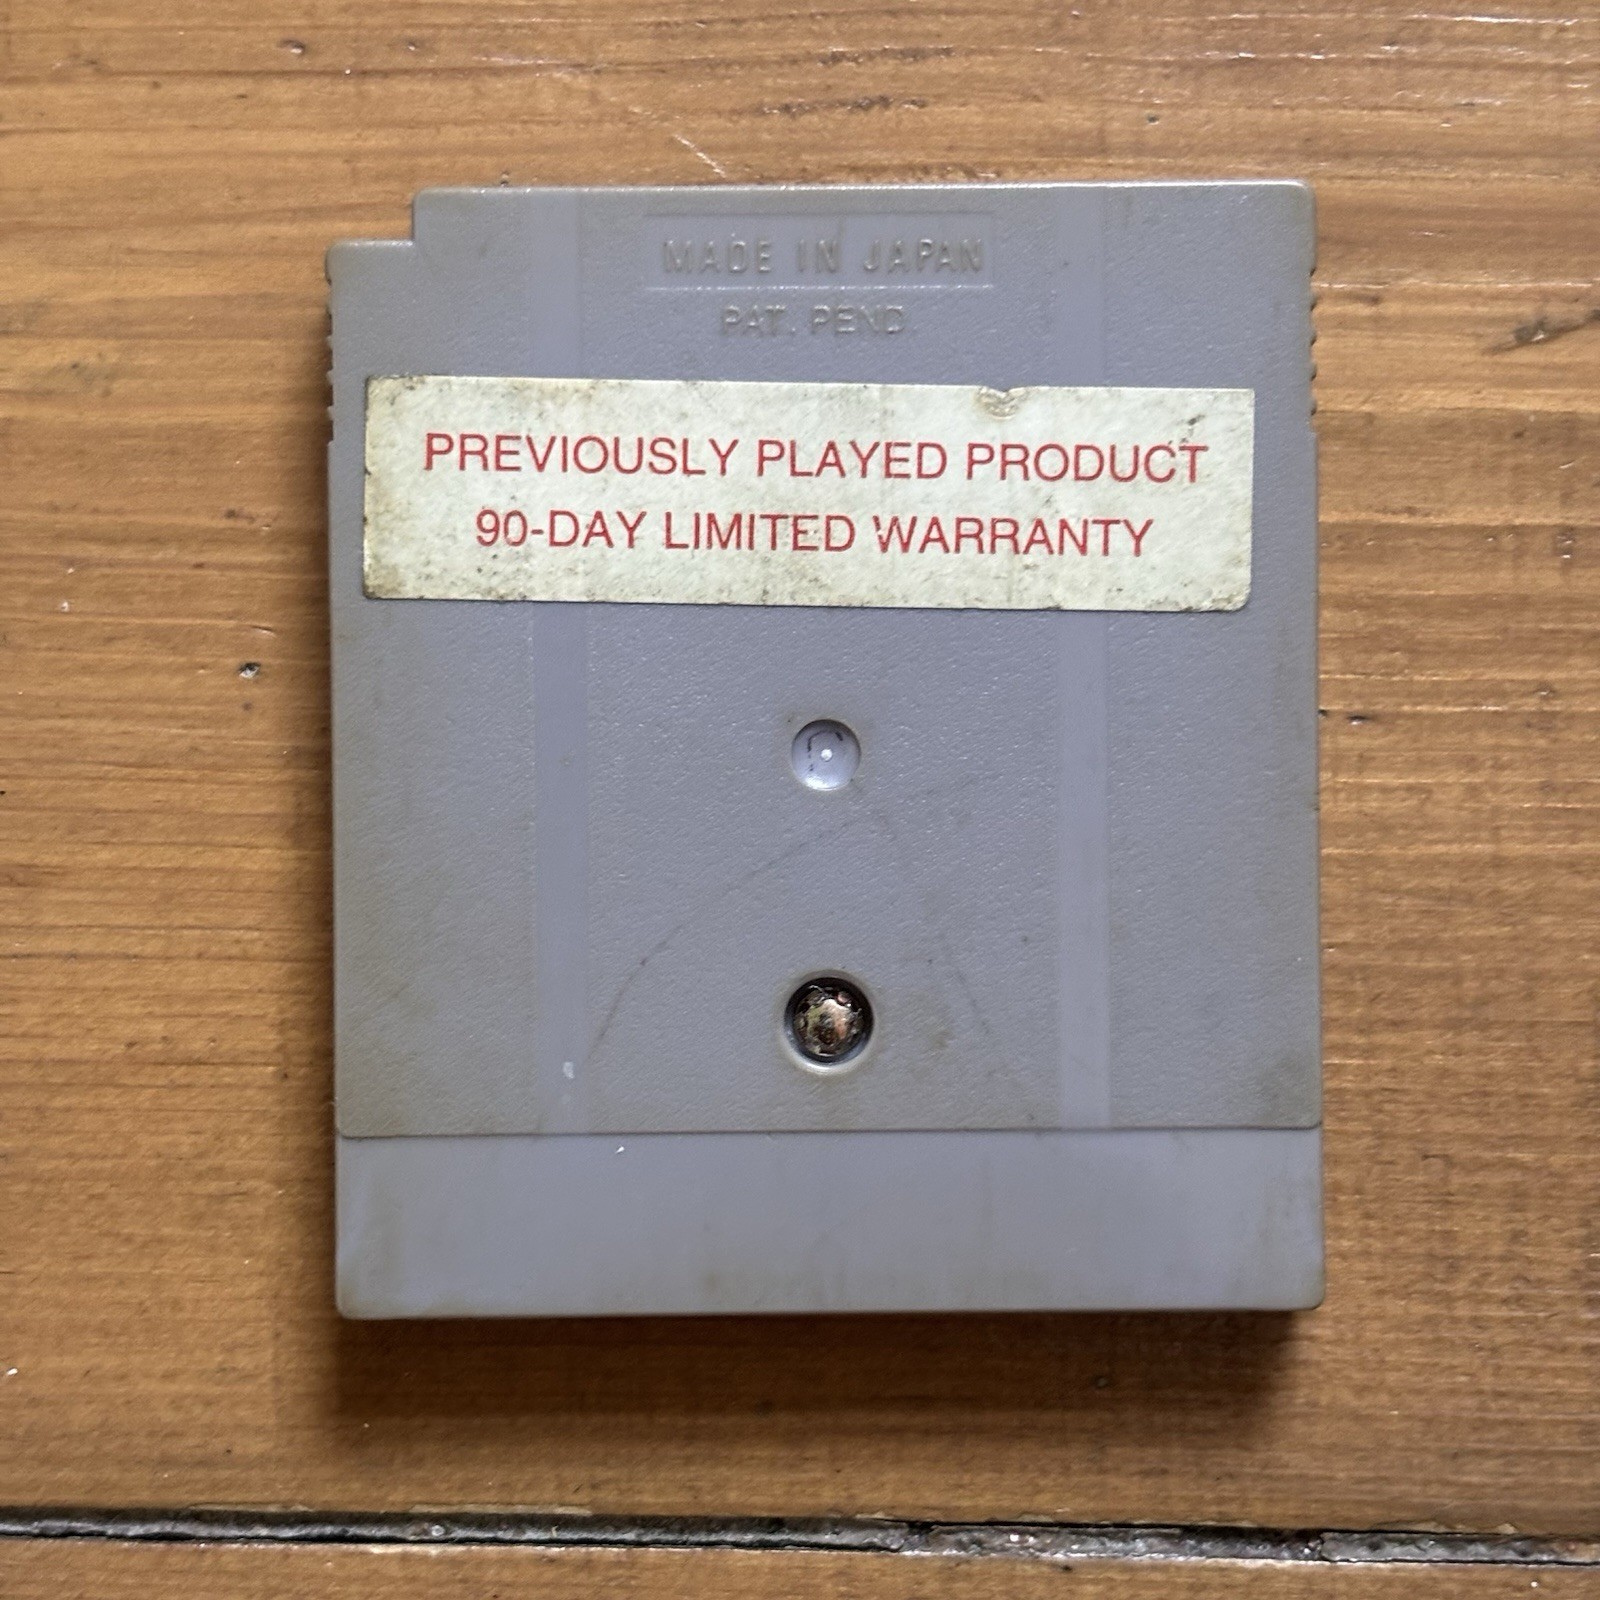 MADE IN JAPAN
PAT. PEND.
PREVIOUSLY PLAYED PRODUCT
90-DAY LIMITED WARRANTY